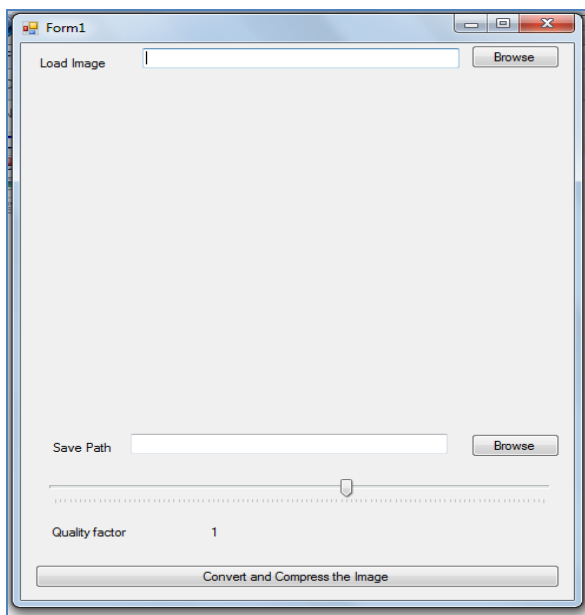 Form1
Load Image Browse
Save Path Browse
Quality factor 1
Convert and Compress the Image